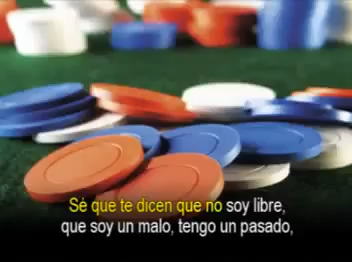 Sé que te dicen que no soy libre,
que soy un malo, tengo un pasado,